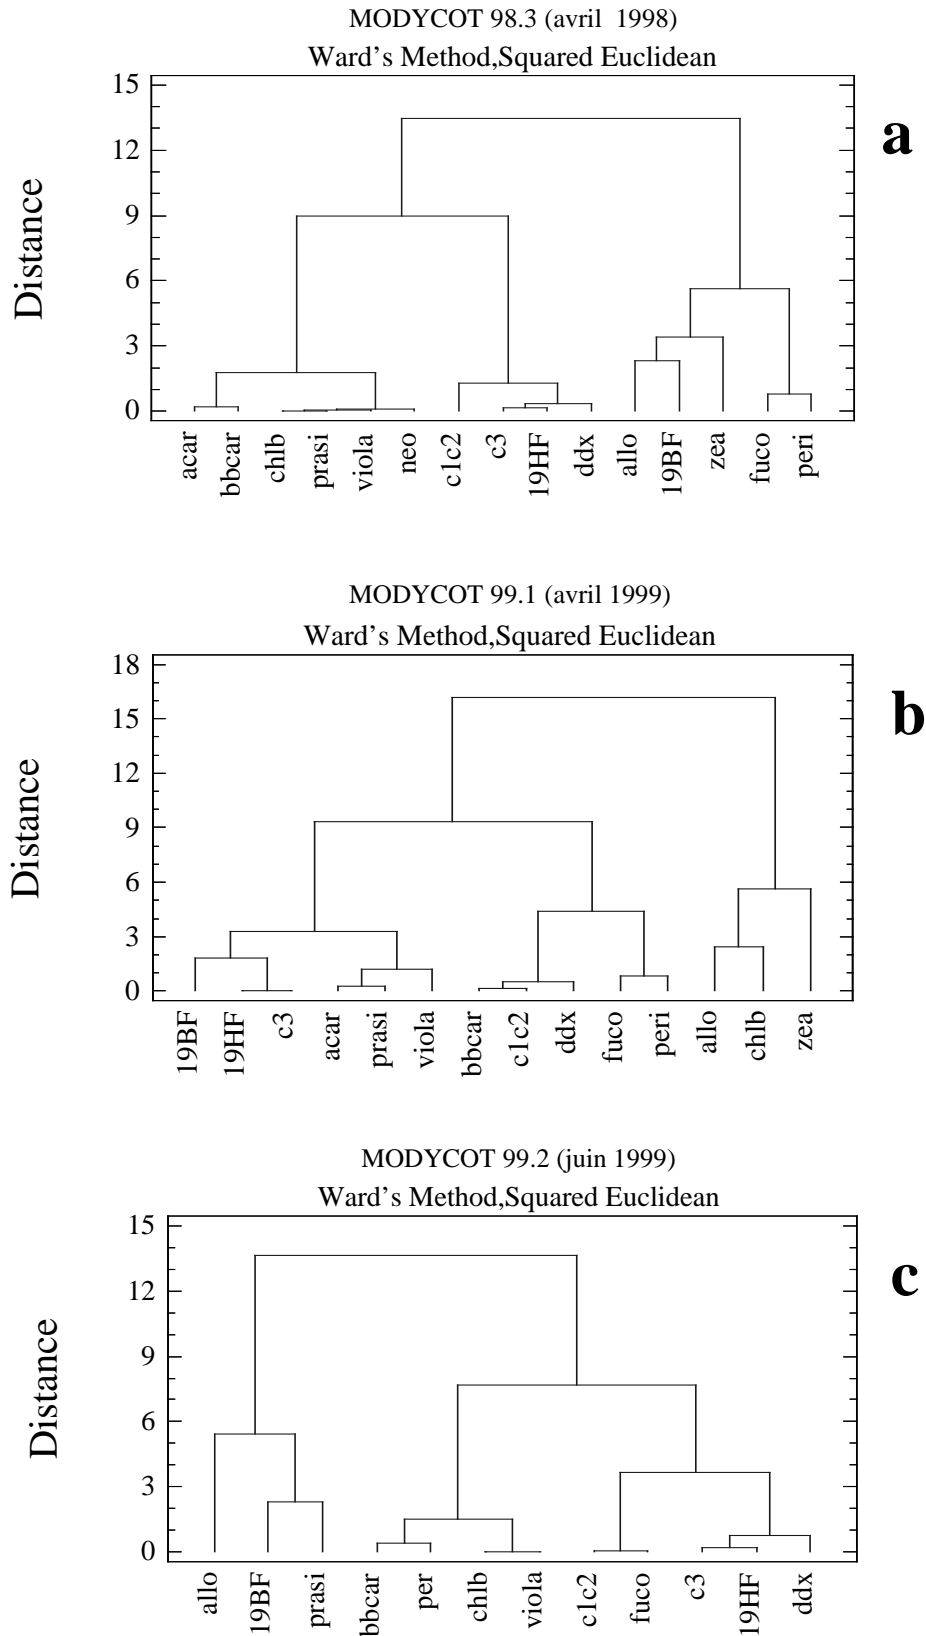 MODYCOT 98.3 (avril  1998)
Ward's Method,Squared Euclidean
a
Distance
15
12
9
6
3
0
acar bbcar chlb prasi viola neo c1c2 c3 19HF ddx allo 19BF zea fuco peri
MODYCOT 99.1 (avril 1999)
Ward's Method,Squared Euclidean
b
Distance
18
15
12
9
6
3
0
19BF 19HF c3 acar prasi viola bbcar c1c2 ddx fuco peri allo chlb zea
MODYCOT 99.2 (juin 1999)
Ward's Method,Squared Euclidean
c
Distance
15
12
9
6
3
0
allo 19BF prasi bbcar per chlb viola c1c2 fuco c3 19HF ddx